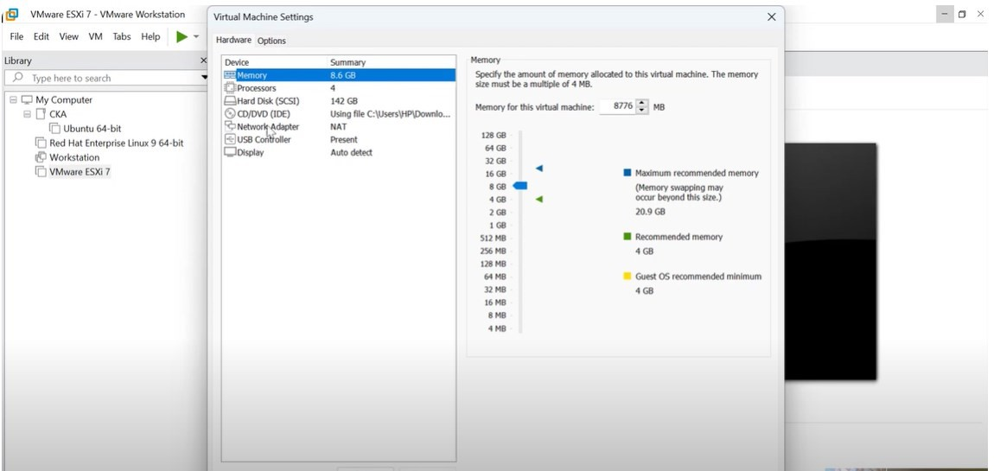 VMware ESXi 7 - VMware Workstation
File Edit View VM Tabs Help
Library
Type here to search
My Computer
CKA
Ubuntu 64-bit
Red Hat Enterprise Linux 9 64-bit
Workstation
VMware ESXi 7
Virtual Machine Settings
Hardware Options
Device Summary
Memory 8.6 GB
Processors 4
Hard Disk (SCSI) 142 GB
CD/DVD (IDE) Using file C:\Users\HP\Downlo...
Network Adapter NAT
USB Controller Present
Display Auto detect
Memory
Specify the amount of memory allocated to this virtual machine. The memory
size must be a multiple of 4 MB.
Memory for this virtual machine: 8776 MB
128 GB
64 GB
32 GB
16 GB
8 GB
4 GB
2 GB
1 GB
512 MB
256 MB
128 MB
64 MB
32 MB
16 MB
8 MB
4 MB
Maximum recommended memory
(Memory swapping may
occur beyond this size.)
20.9 GB
Recommended memory
4 GB
Guest OS recommended minimum
4 GB